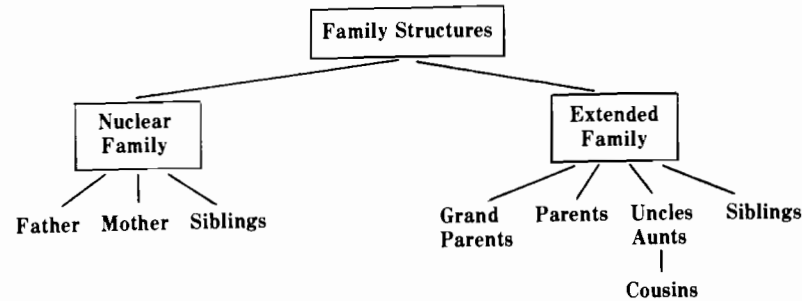 Family Structures
Nuclear
Family
Extended
Family
Father
Mother
Siblings
Grand
Parents
Parents
Uncles
Aunts
Siblings
Cousins